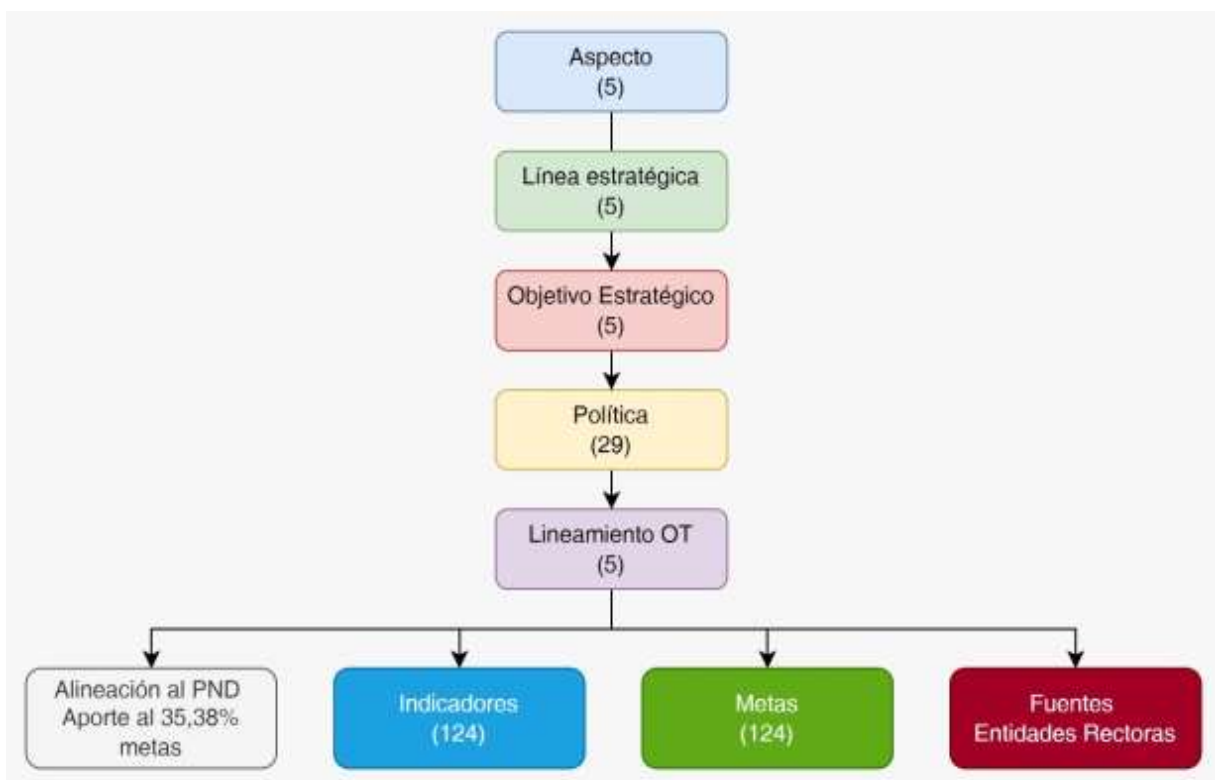 Aspecto
(5)
Línea estratégica
(5)
Objetivo Estratégico
(5)
Política
(29)
Lineamiento OT
(5)
Alineación al PND
Aporte al 35,38%
metas
Indicadores
(124)
Metas
(124)
Fuentes
Entidades Rectoras